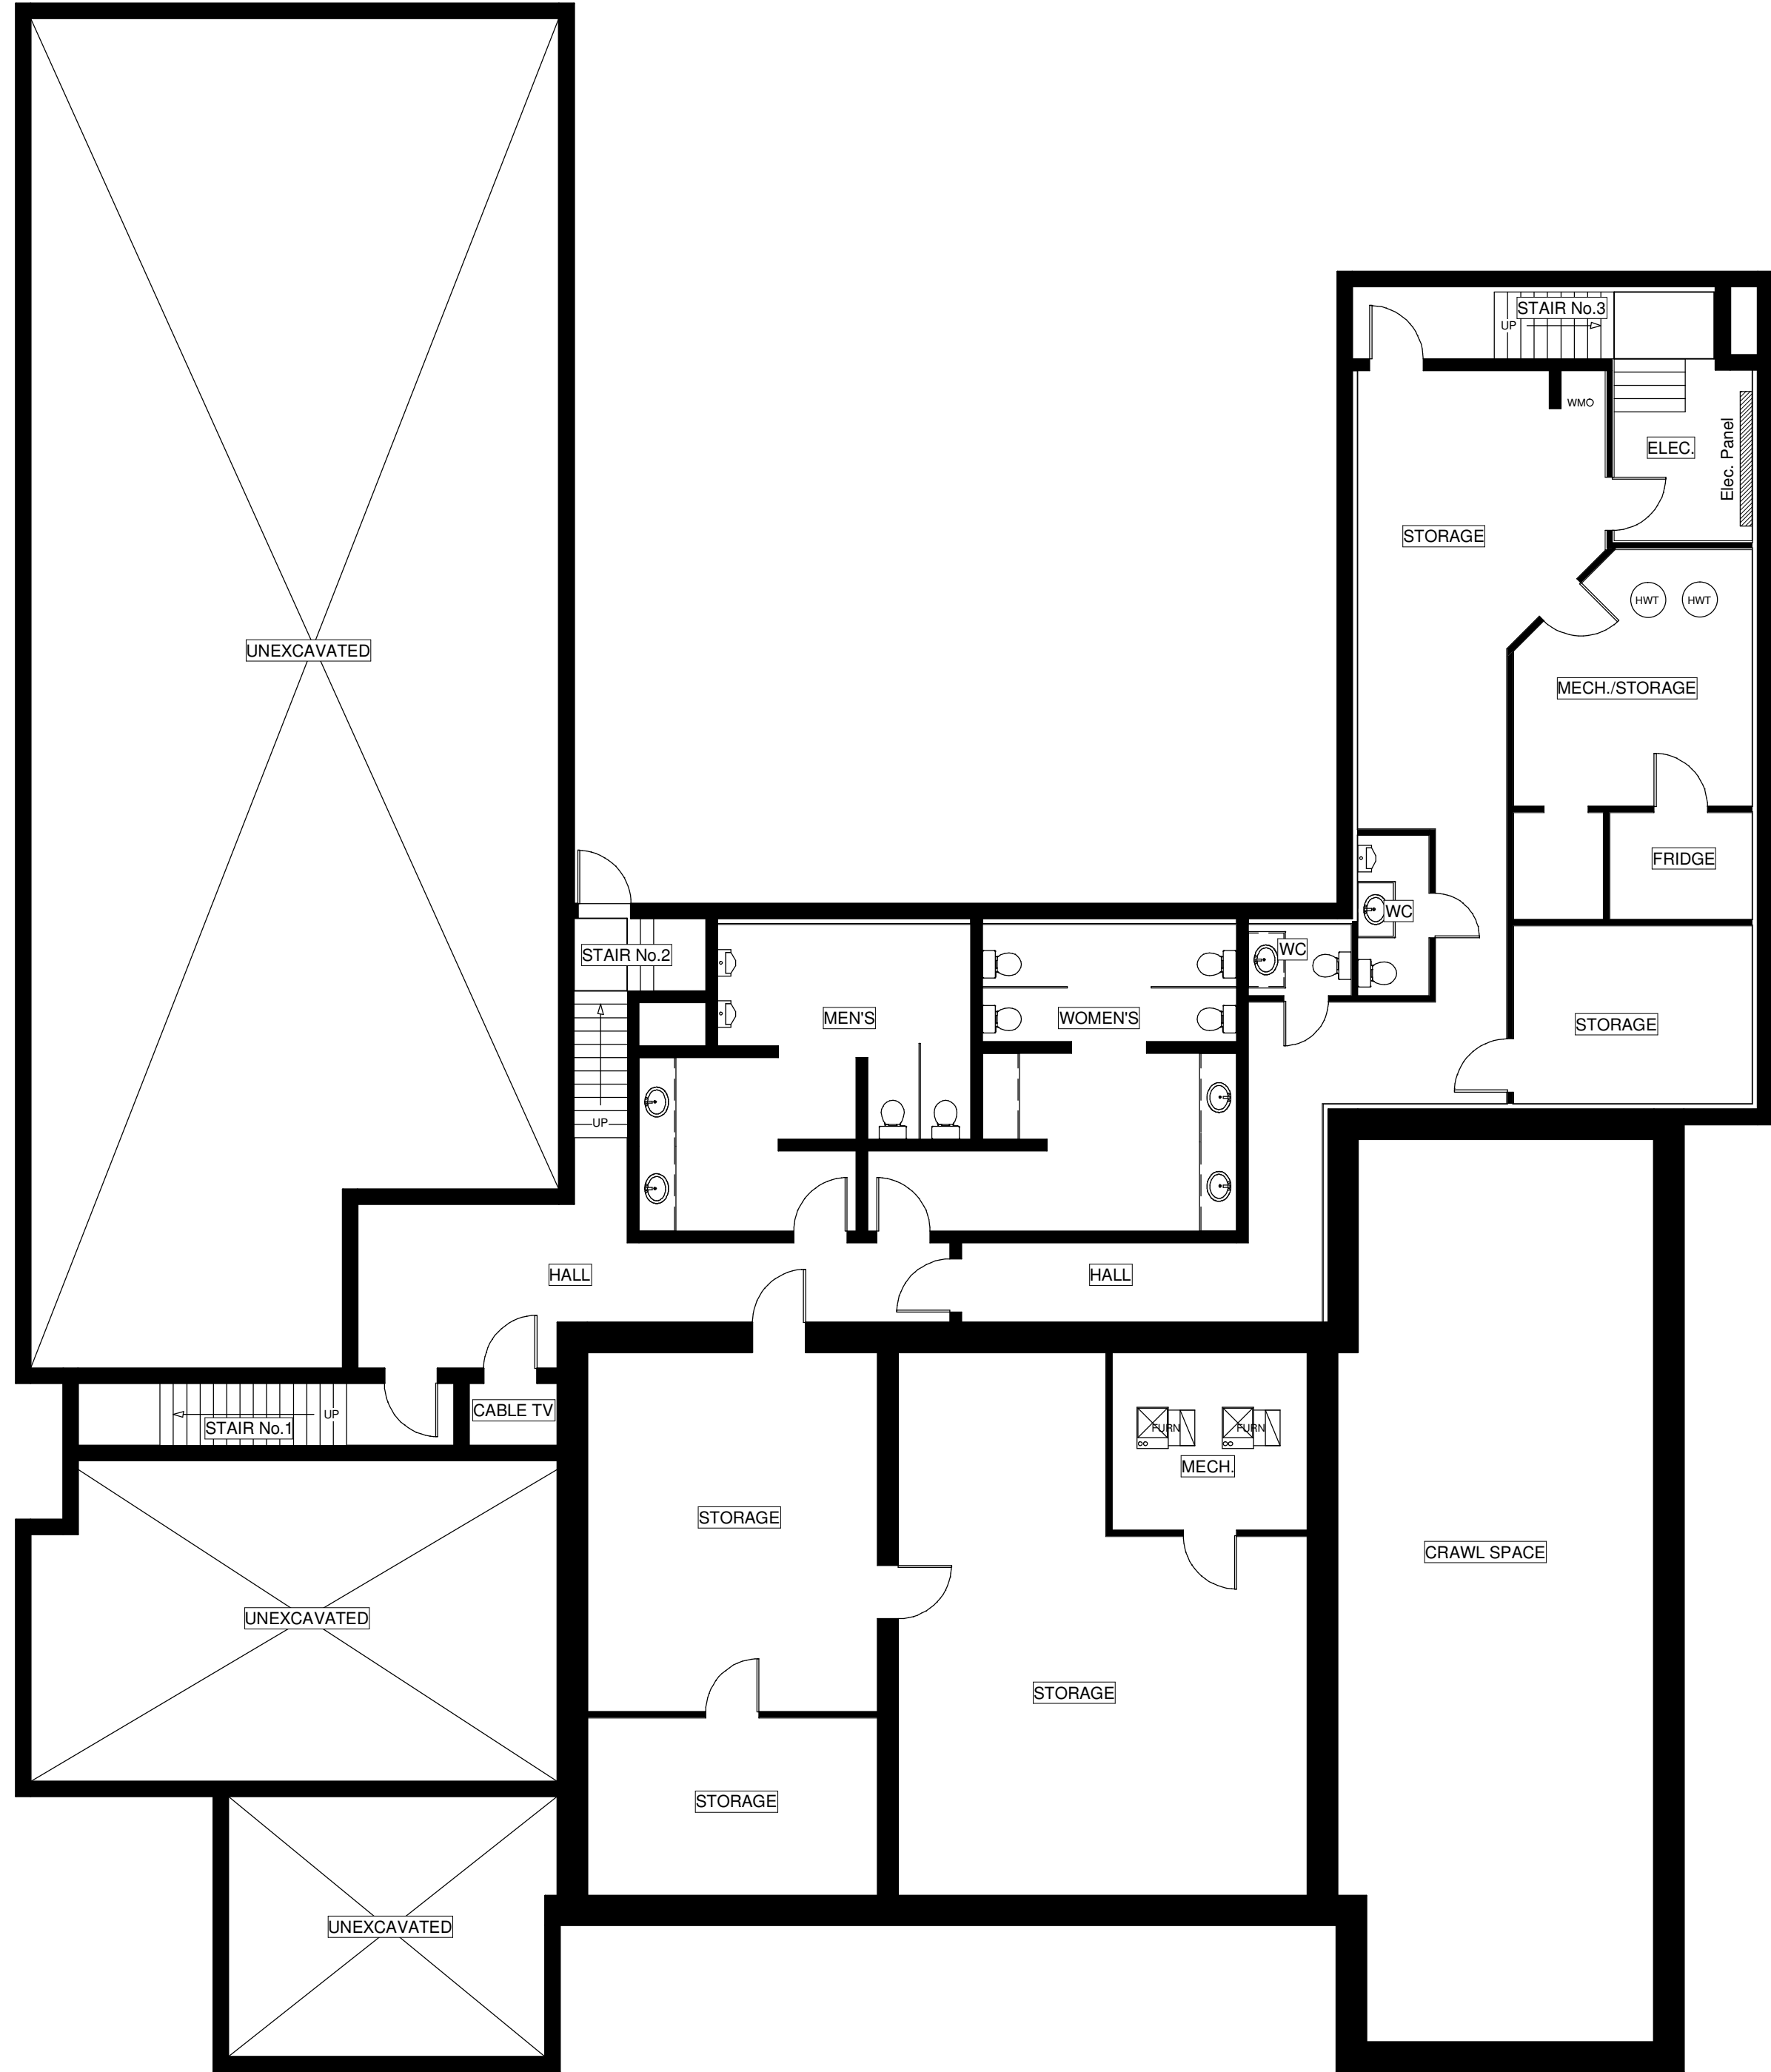 STAIR No.3
UP
WMO
ELEC.
Elec. Panel
STORAGE
HWT
HWT
UNEXCAVATED
MECH./STORAGE
FRIDGE
WC
WC
STAIR No.2
MEN'S
WOMEN'S
STORAGE
UP
HALL
HALL
CABLE TV
UP
STAIR No.1
FURN
FURN
MECH.
STORAGE
CRAWL SPACE
UNEXCAVATED
STORAGE
STORAGE
UNEXCAVATED